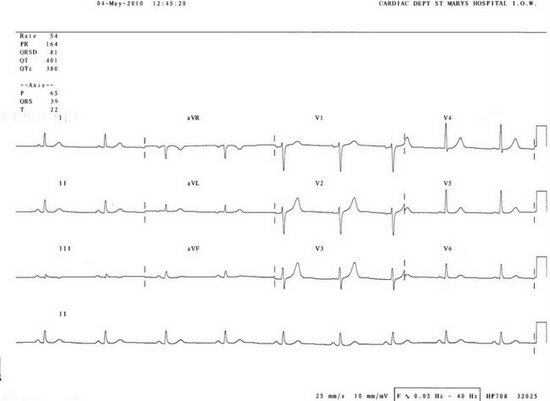 04-May-2010 12:45:20 CARDIAC DEPT ST MARYS HOSPITAL I.O.W.
Rate 54
PR 164
QRSD 81
QT 401
QTc 380
--Axis--
P 65
QRS 39
T 22
I aVR V1 V4
II aVL V2 V5
III aVF V3 V6
II
25 mm/s 10 mm/mV F ∿ 0.05 Hz - 40 Hz HP708 32025